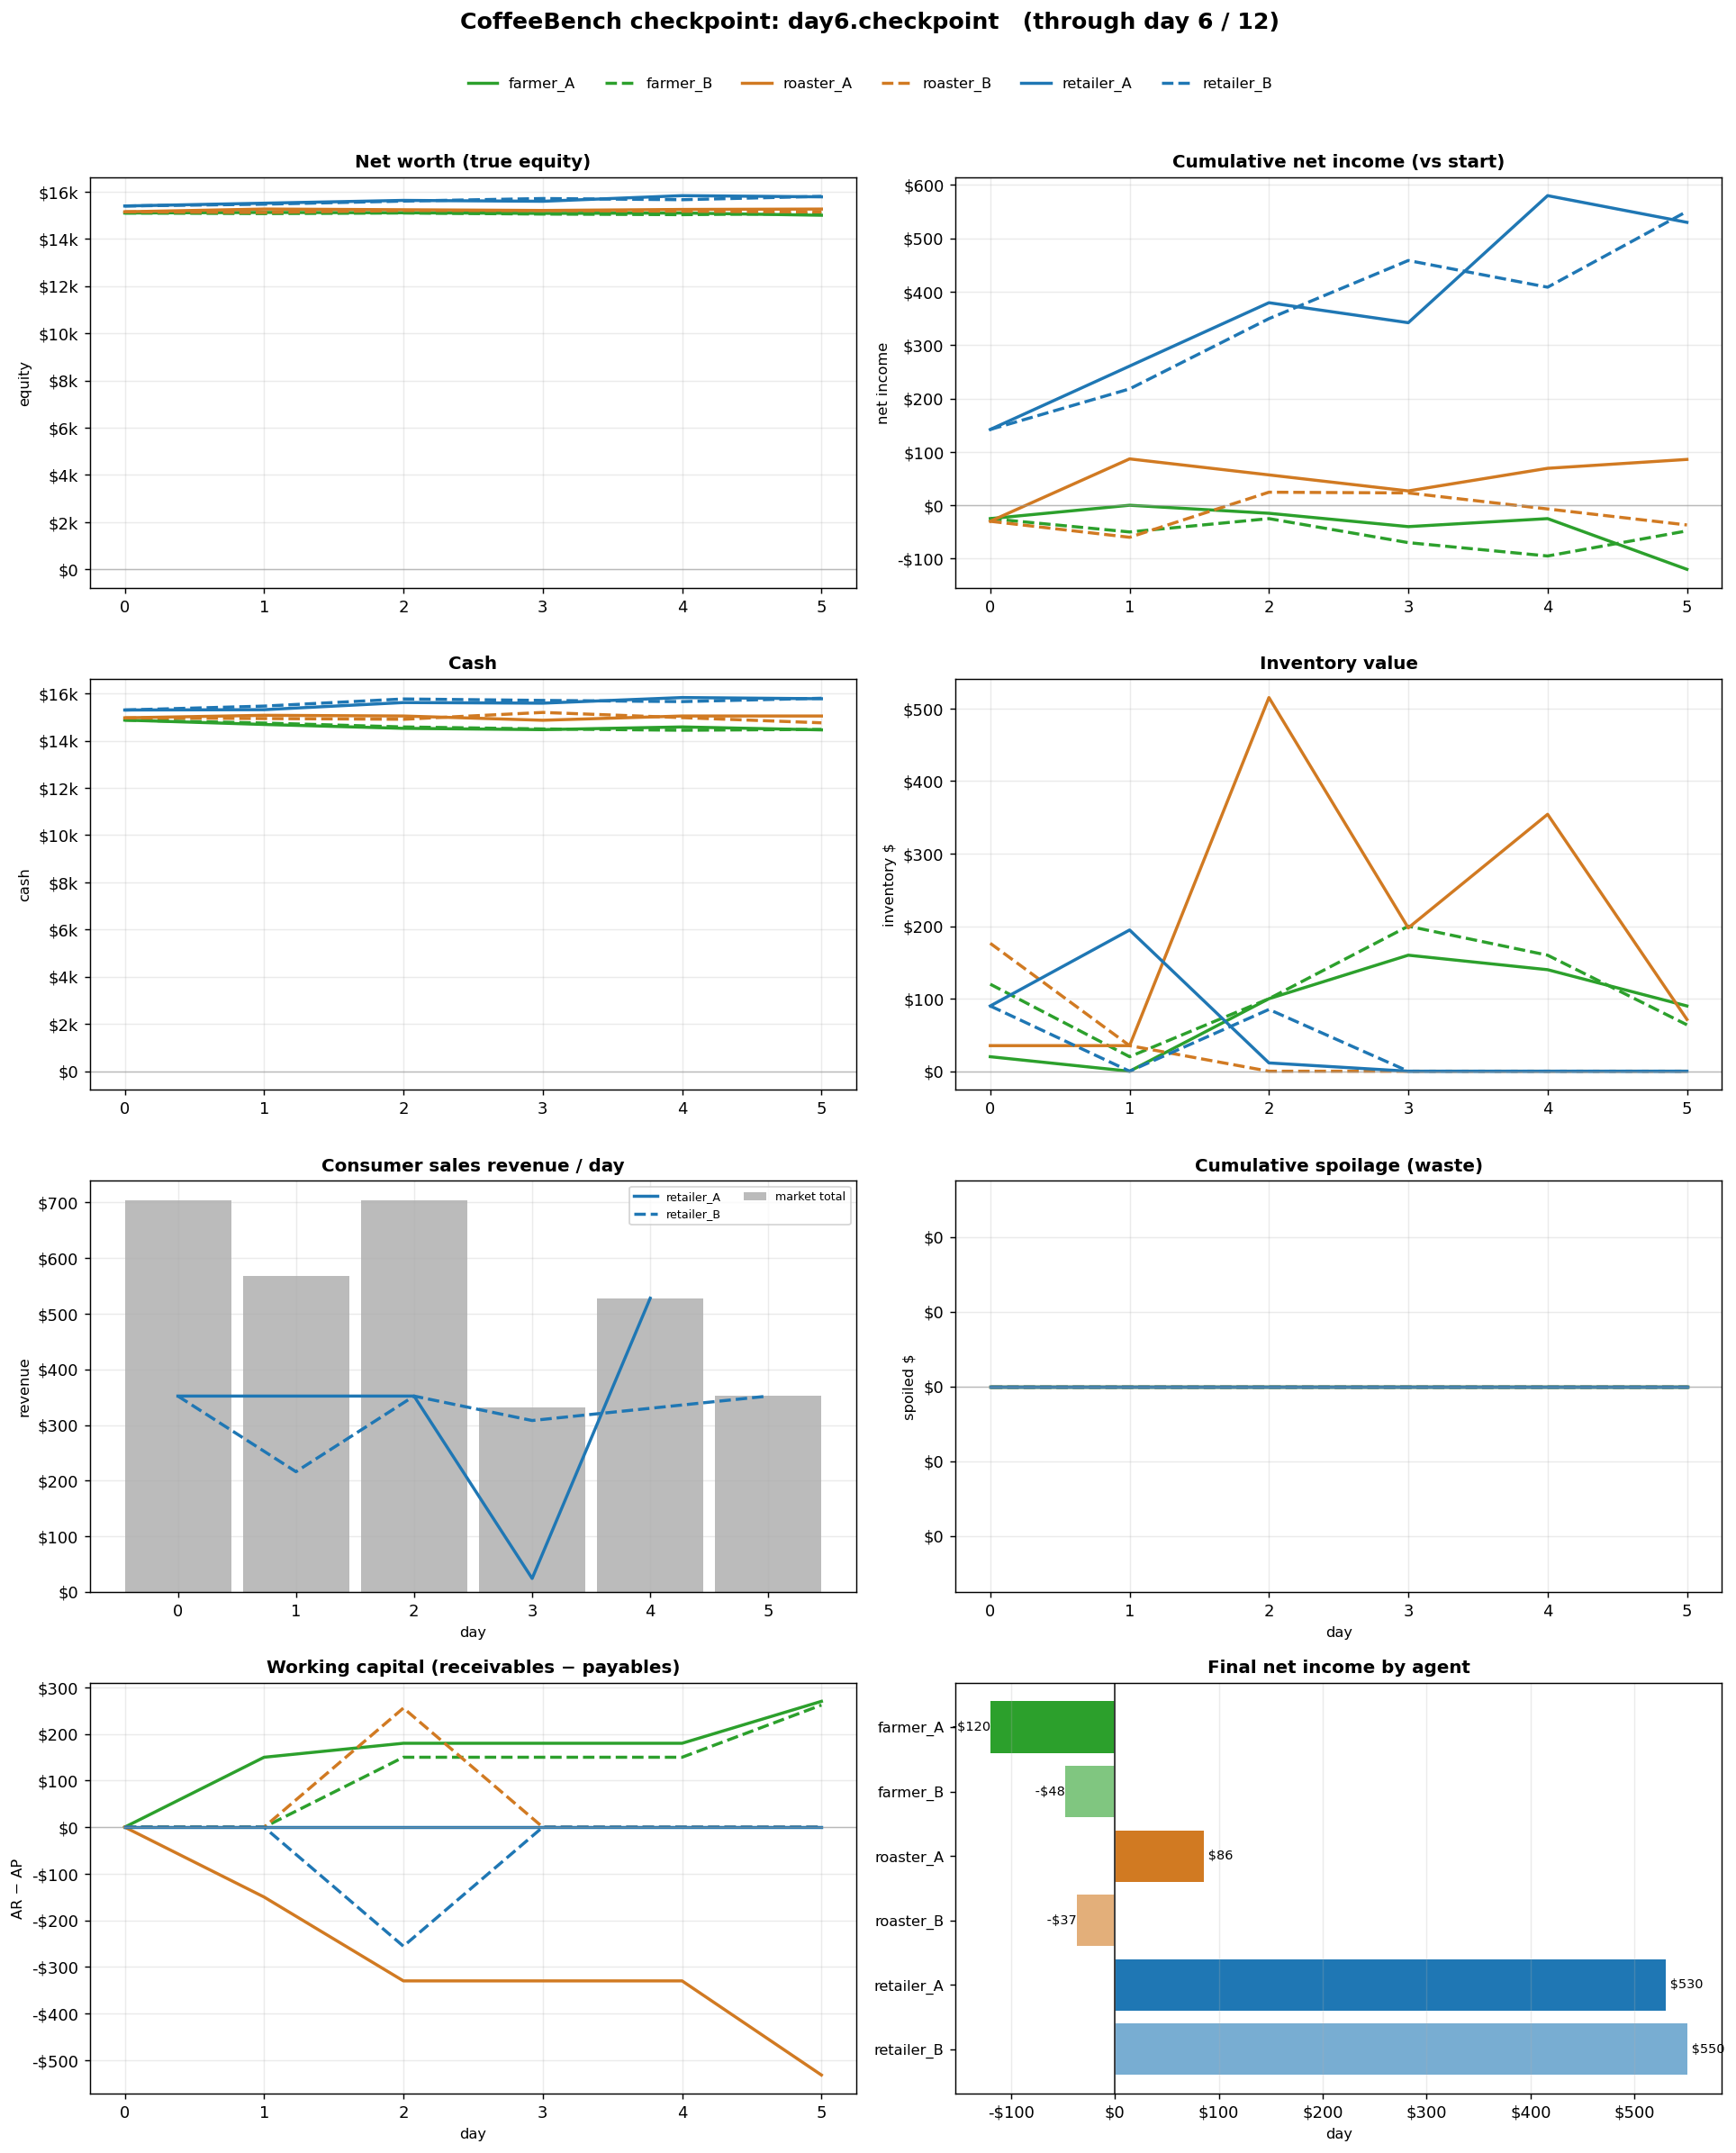 CoffeeBench checkpoint: day6.checkpoint   (through day 6 / 12)
farmer_A farmer_B roaster_A roaster_B retailer_A retailer_B
Net worth (true equity)
$16k
$14k
$12k
$10k
$8k
$6k
$4k
$2k
$0
equity
0 1 2 3 4 5
Cumulative net income (vs start)
$600
$500
$400
$300
$200
$100
$0
-$100
net income
0 1 2 3 4 5
Cash
$16k
$14k
$12k
$10k
$8k
$6k
$4k
$2k
$0
cash
0 1 2 3 4 5
Inventory value
$500
$400
$300
$200
$100
$0
inventory $
0 1 2 3 4 5
Consumer sales revenue / day
retailer_A market total
retailer_B
$700
$600
$500
$400
$300
$200
$100
$0
revenue
0 1 2 3 4 5
day
Cumulative spoilage (waste)
$0
$0
$0
$0
$0
spoiled $
0 1 2 3 4 5
day
Working capital (receivables − payables)
$300
$200
$100
$0
-$100
-$200
-$300
-$400
-$500
AR − AP
0 1 2 3 4 5
day
Final net income by agent
farmer_A -$120
farmer_B -$48
roaster_A $86
roaster_B -$37
retailer_A $530
retailer_B $550
-$100 $0 $100 $200 $300 $400 $500
day